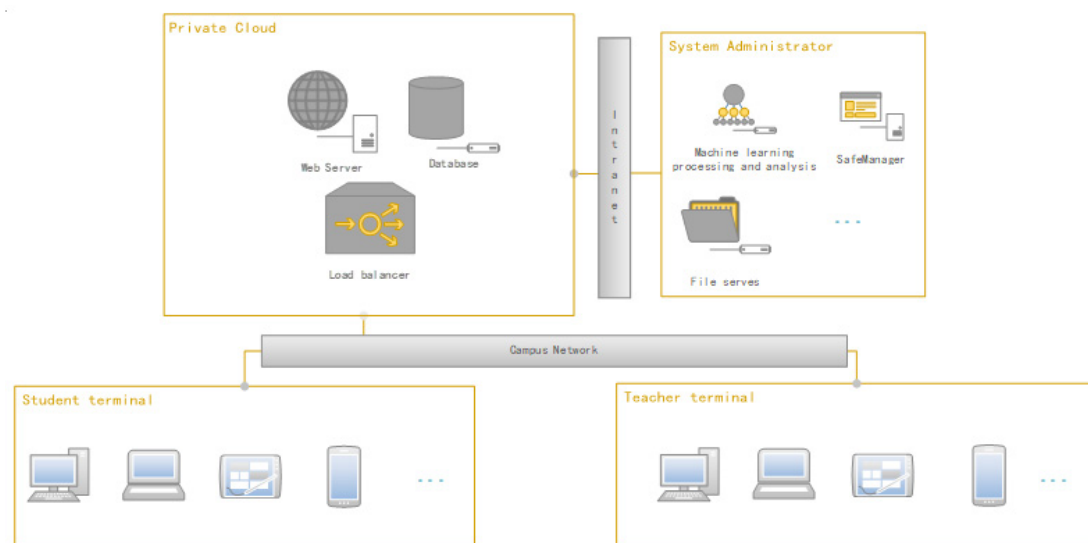 Private Cloud
Web Server
Database
Load balancer
Intranet
System Administrator
Machine learning
processing and analysis
SafeManager
File serves
...
Campus Network
Student terminal
...
Teacher terminal
...